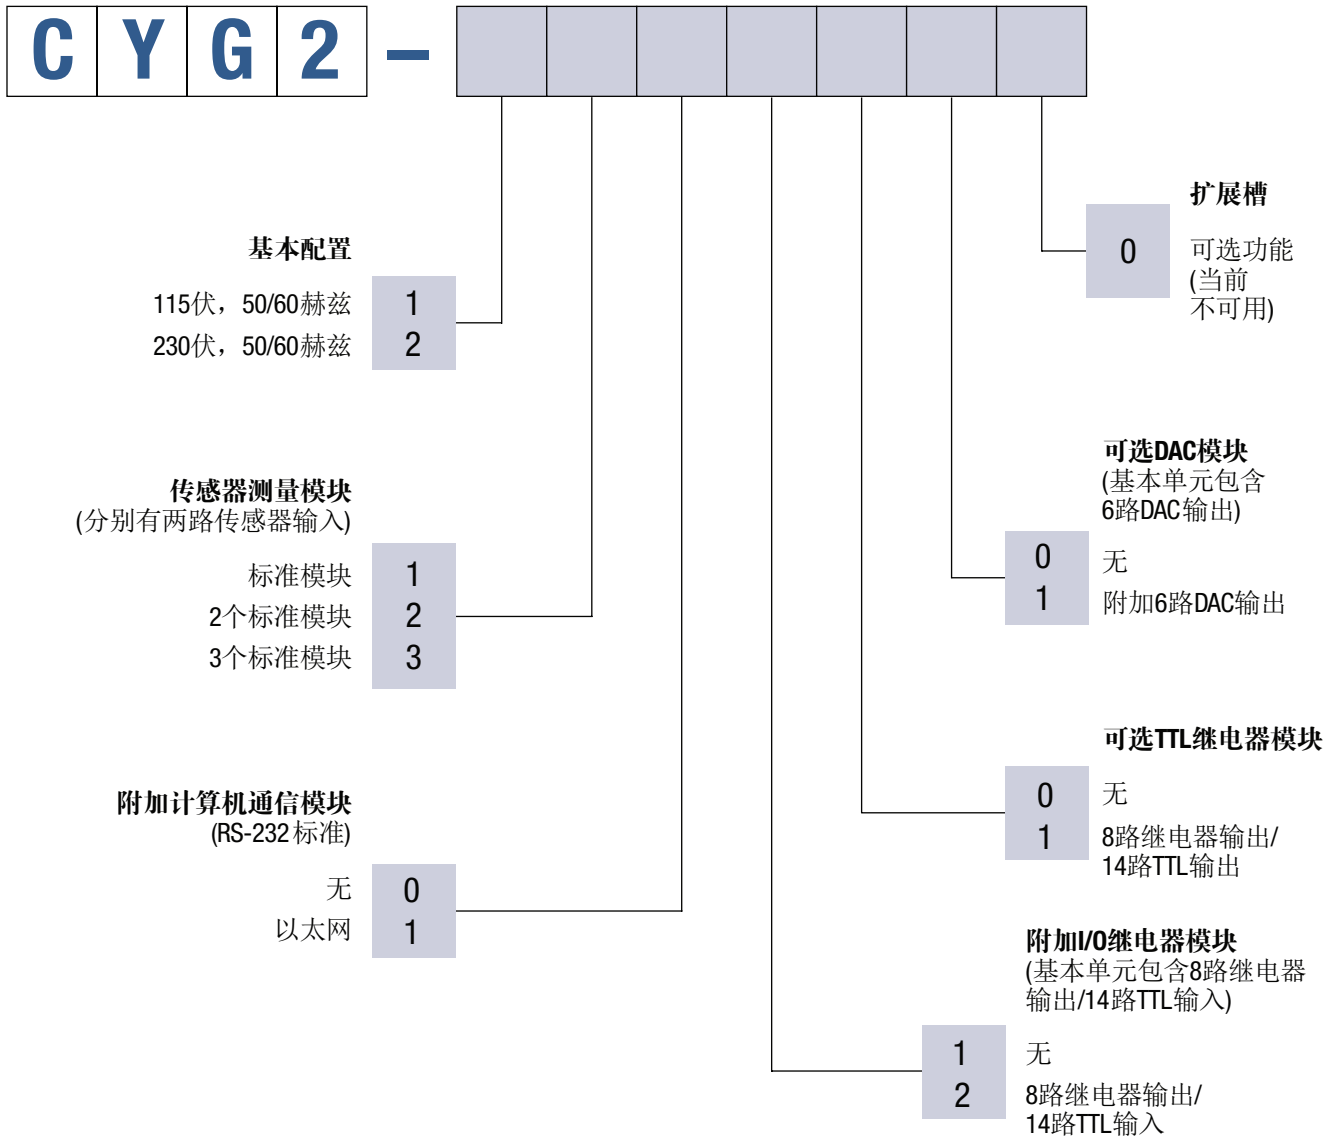 CYG2–
基本配置
115伏，50/60赫兹 1
230伏，50/60赫兹 2
传感器测量模块
(分别有两路传感器输入)
标准模块 1
2个标准模块 2
3个标准模块 3
附加计算机通信模块
(RS-232标准)
无 0
以太网 1
扩展槽
0 可选功能
(当前
不可用)
可选DAC模块
(基本单元包含
6路DAC输出)
0 无
1 附加6路DAC输出
可选TTL继电器模块
0 无
1 8路继电器输出/
14路TTL输出
附加I/O继电器模块
(基本单元包含8路继电器
输出/14路TTL输入)
1 无
2 8路继电器输出/
14路TTL输入